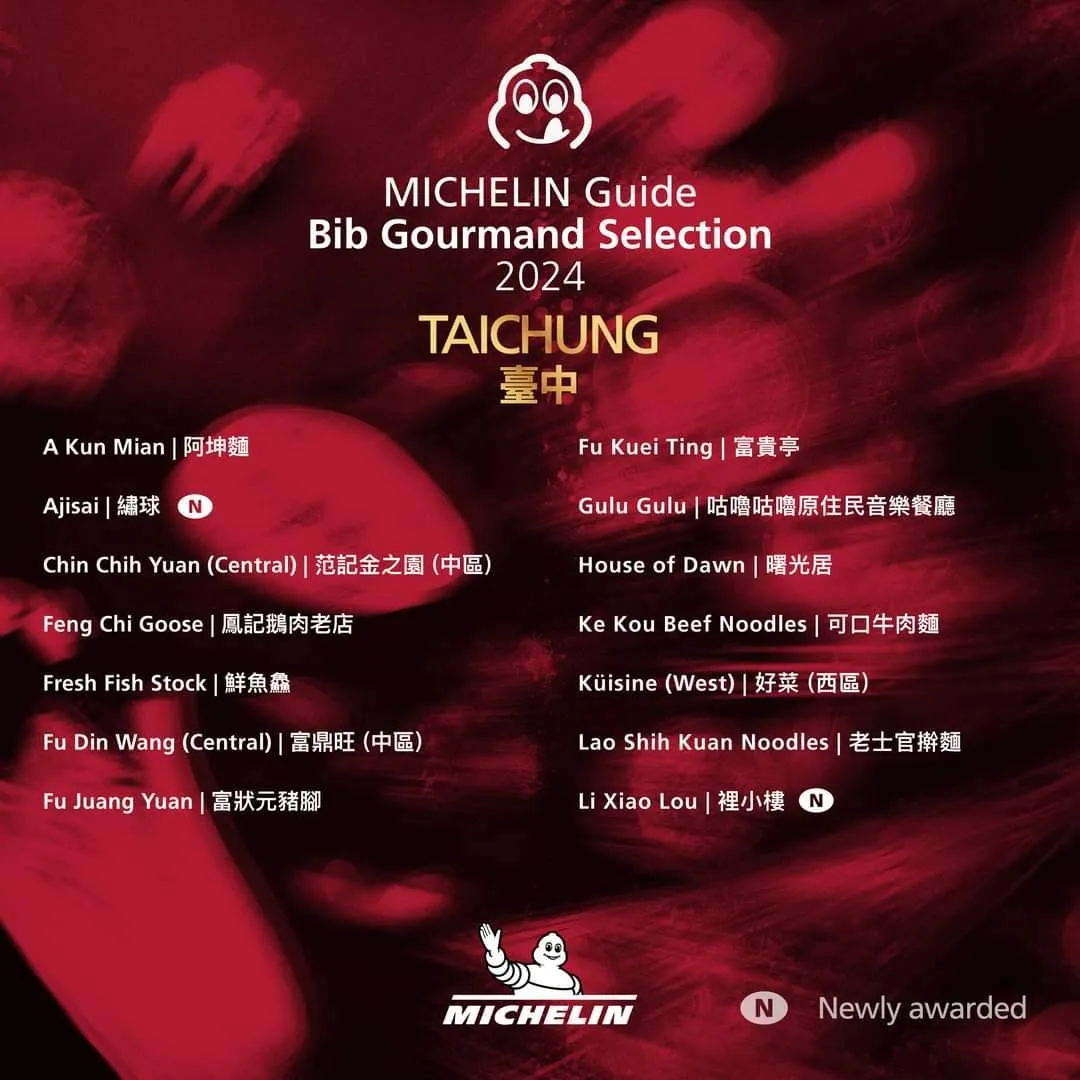 MICHELIN Guide
Bib Gourmand Selection
2024
TAICHUNG
臺中
A Kun Mian | 阿坤麵
Ajisai | 繡球 N
Chin Chih Yuan (Central) | 范記金之園 (中區)
Feng Chi Goose | 鳳記鵝肉老店
Fresh Fish Stock | 鮮魚鱻
Fu Din Wang (Central) | 富鼎旺 (中區)
Fu Juang Yuan | 富狀元豬腳
Fu Kuei Ting | 富貴亭
Gulu Gulu | 咕嚕咕嚕原住民音樂餐廳
House of Dawn | 曙光居
Ke Kou Beef Noodles | 可口牛肉麵
Küisine (West) | 好菜 (西區)
Lao Shih Kuan Noodles | 老士官擀麵
Li Xiao Lou | 裡小樓 N
MICHELIN
N Newly awarded